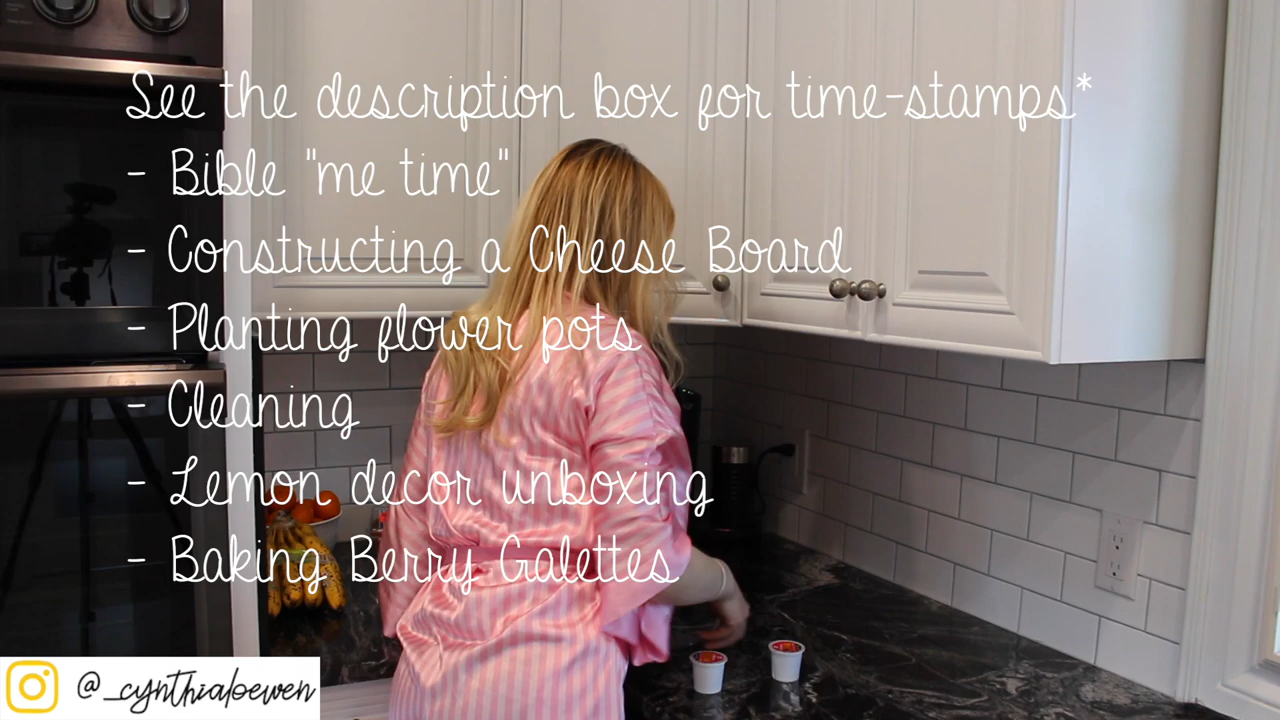 See the description box for time-stamps*
- Bible "me time"
- Constructing a Cheese Board
- Planting flower pots
- Cleaning
- Lemon decor unboxing
- Baking Berry Galettes
@_cynthialoewen